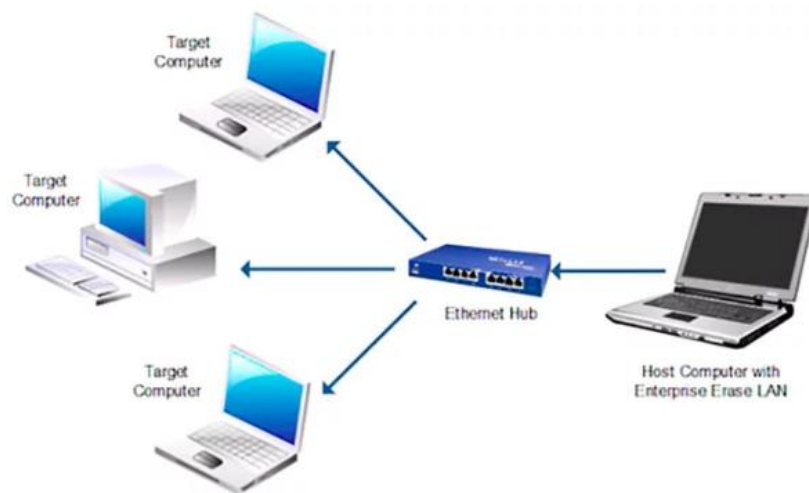 Target
Computer
Target
Computer
Target
Computer
Ethernet Hub
Host Computer with
Enterprise Erase LAN